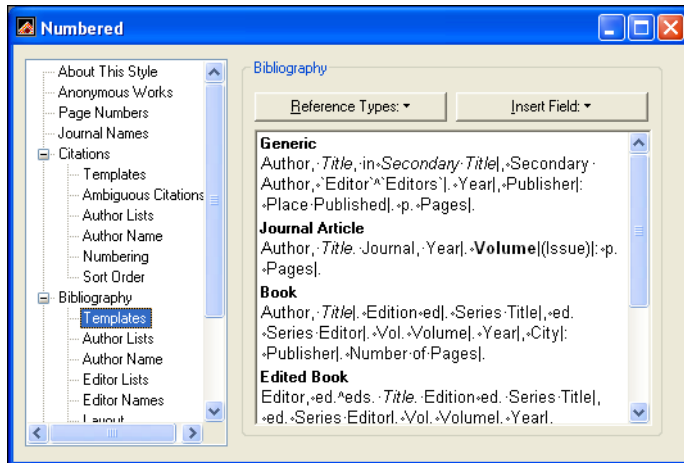 Numbered
About This Style
Anonymous Works
Page Numbers
Journal Names
Citations
Templates
Ambiguous Citations
Author Lists
Author Name
Numbering
Sort Order
Bibliography
Templates
Author Lists
Author Name
Editor Lists
Editor Names
Layout
Bibliography
Reference Types:
Insert Field:
Generic
Author,·Title,·in∘Secondary·Title|,∘Secondary·
Author,∘`Editor`^`Editors`|.∘Year|,∘Publisher|:
∘Place·Published|.∘p.∘Pages|.
Journal Article
Author,·Title.·Journal,·Year|.∘Volume|(Issue)|:∘p.
∘Pages|.
Book
Author,·Title|.∘Edition∘ed|.∘Series·Title|,∘ed.
∘Series·Editor|.∘Vol.∘Volume|.∘Year|,∘City|:
∘Publisher|.∘Number·of·Pages|.
Edited Book
Editor,∘ed.^eds.·Title.·Edition∘ed.·Series·Title|,
∘ed.∘Series·Editor|.∘Vol.∘Volume|.∘Year|.